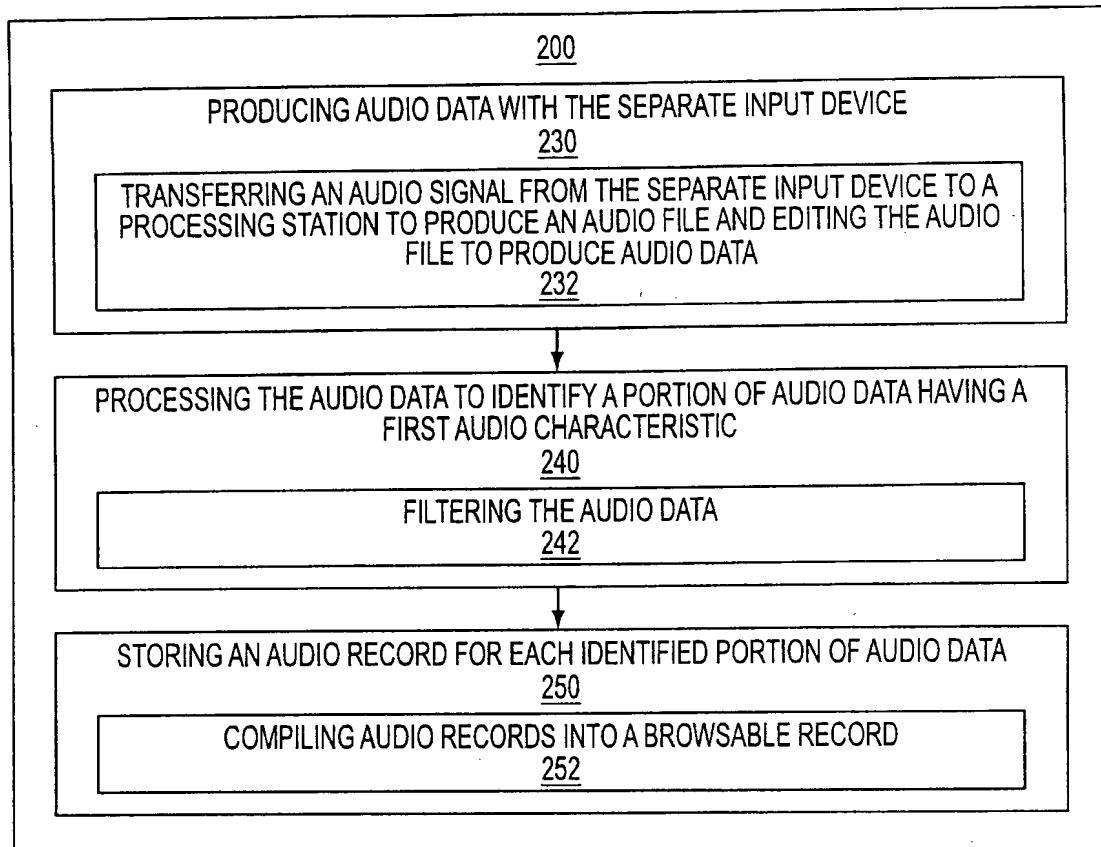 200
PRODUCING AUDIO DATA WITH THE SEPARATE INPUT DEVICE
230
TRANSFERRING AN AUDIO SIGNAL FROM THE SEPARATE INPUT DEVICE TO A
PROCESSING STATION TO PRODUCE AN AUDIO FILE AND EDITING THE AUDIO
FILE TO PRODUCE AUDIO DATA
232
PROCESSING THE AUDIO DATA TO IDENTIFY A PORTION OF AUDIO DATA HAVING A
FIRST AUDIO CHARACTERISTIC
240
FILTERING THE AUDIO DATA
242
STORING AN AUDIO RECORD FOR EACH IDENTIFIED PORTION OF AUDIO DATA
250
COMPILING AUDIO RECORDS INTO A BROWSABLE RECORD
252